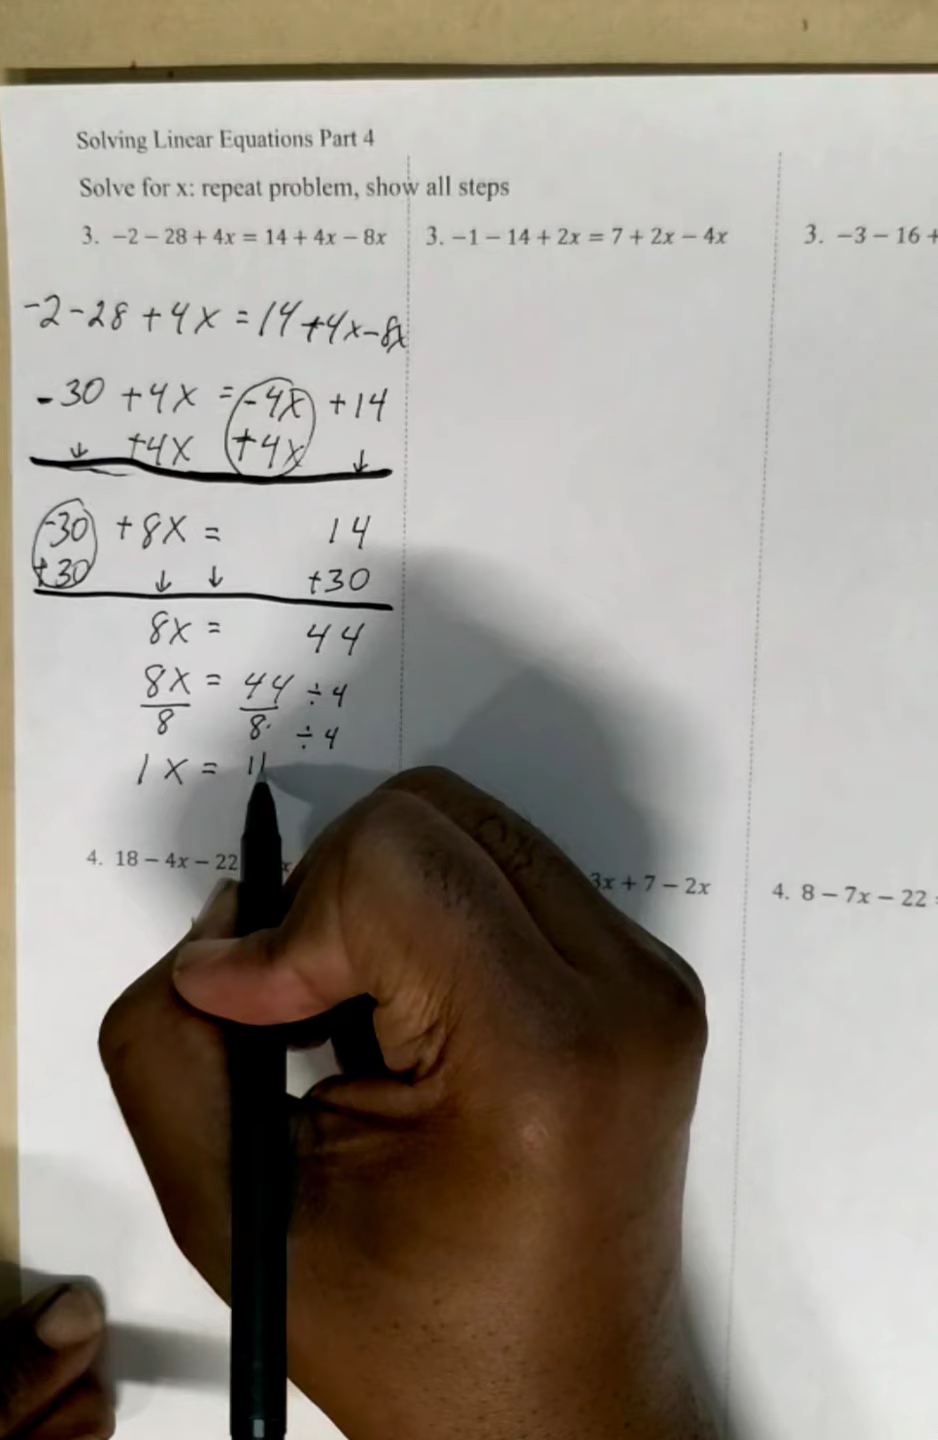 Solving Linear Equations Part 4
Solve for x: repeat problem, show all steps
3. −2 − 28 + 4x = 14 + 4x − 8x
3. −1 − 14 + 2x = 7 + 2x − 4x
3. −3 − 16 +
-2 -28 + 4x = 14 + 4x - 8x
-30 + 4x = -4x + 14
↓ +4x +4x ↓
-30 + 8x = 14
+30 ↓ ↓ +30
8x = 44
8x = 44 ÷ 4
8 8 ÷ 4
1x = 11
4. 18 − 4x − 22
3x + 7 − 2x
4. 8 − 7x − 22